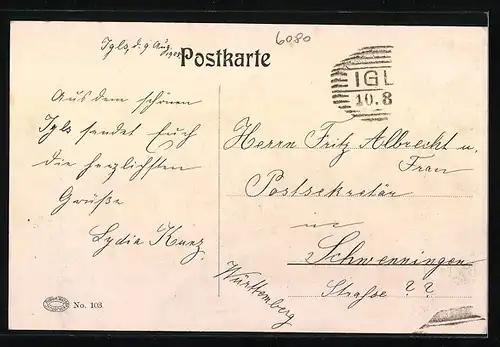 6080
Igls, d. 9. Aug.
Postkarte
IGL
10.8
Aus dem schönen
Igls sendet Euch
die herzlichsten
Grüße
Lydia Kunz
Herrn Fritz Albrecht u.
Frau
Postsekretär
in
Schwenningen
Württemberg
Straße ??
No. 103.